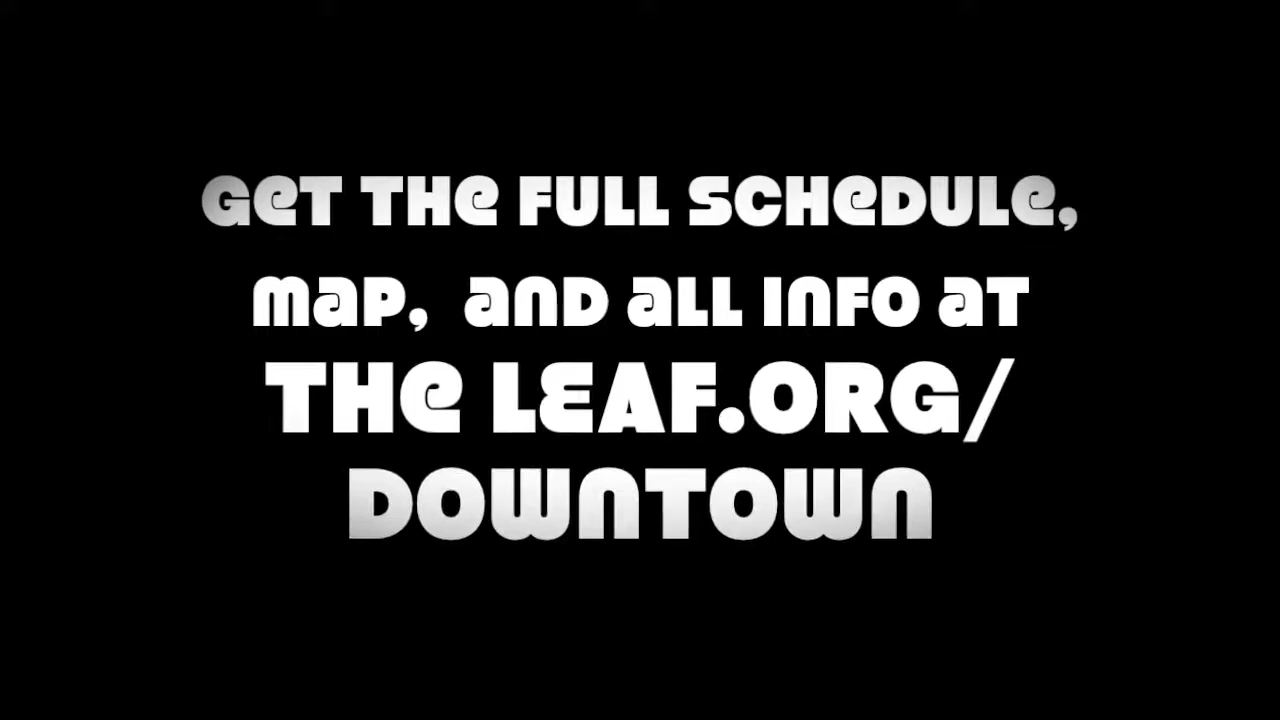 GeT THe FULL SCHeDULe,
maP, anD aLL InFO aT
THe LEAF.ORG/
DOWnTOWn